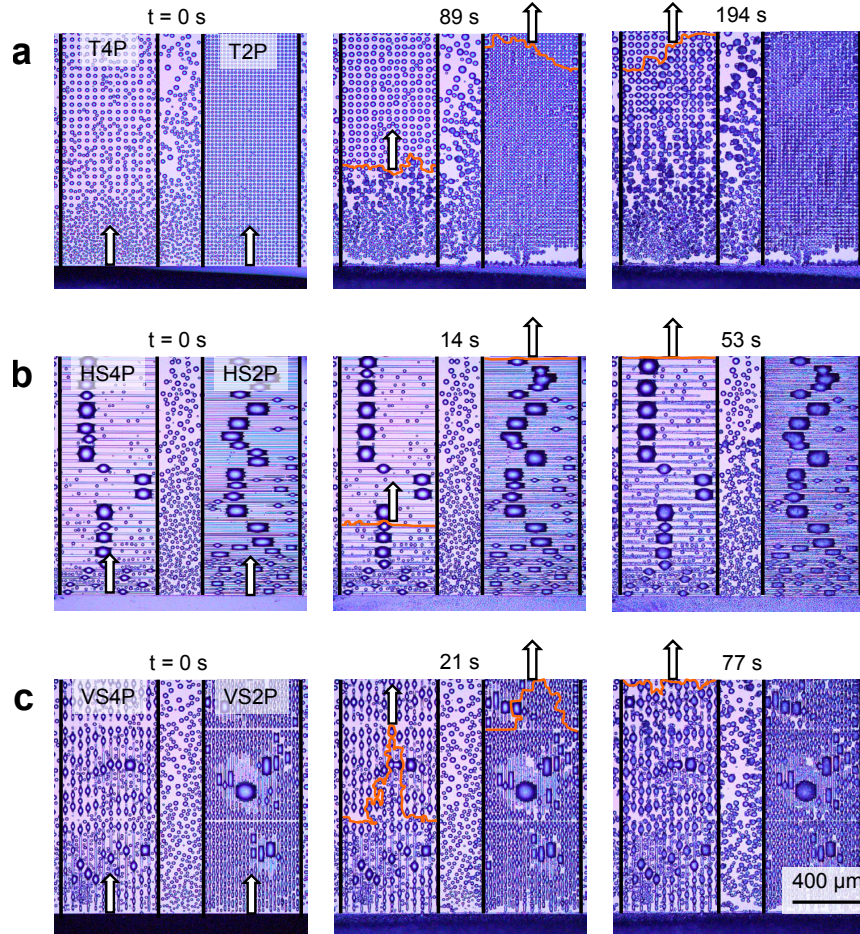 t = 0 s
89 s
194 s
a
T4P
T2P
t = 0 s
14 s
53 s
b
HS4P
HS2P
t = 0 s
21 s
77 s
c
VS4P
VS2P
400 µm